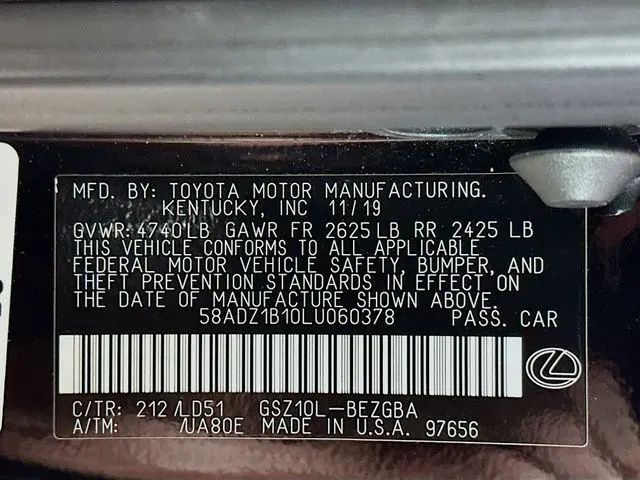 MFD. BY: TOYOTA MOTOR MANUFACTURING.
KENTUCKY, INC 11/19
GVWR: 4740LB GAWR FR 2625LB RR 2425 LB
THIS VEHICLE CONFORMS TO ALL APPLICABLE
FEDERAL MOTOR VEHICLE SAFETY, BUMPER, AND
THEFT PREVENTION STANDARDS IN EFFECT ON
THE DATE OF MANUFACTURE SHOWN ABOVE.
58ADZ1B10LU060378 PASS. CAR
C/TR: 212/LD51 GSZ10L-BEZGBA
A/TM: /UA80E MADE IN U.S.A. 97656